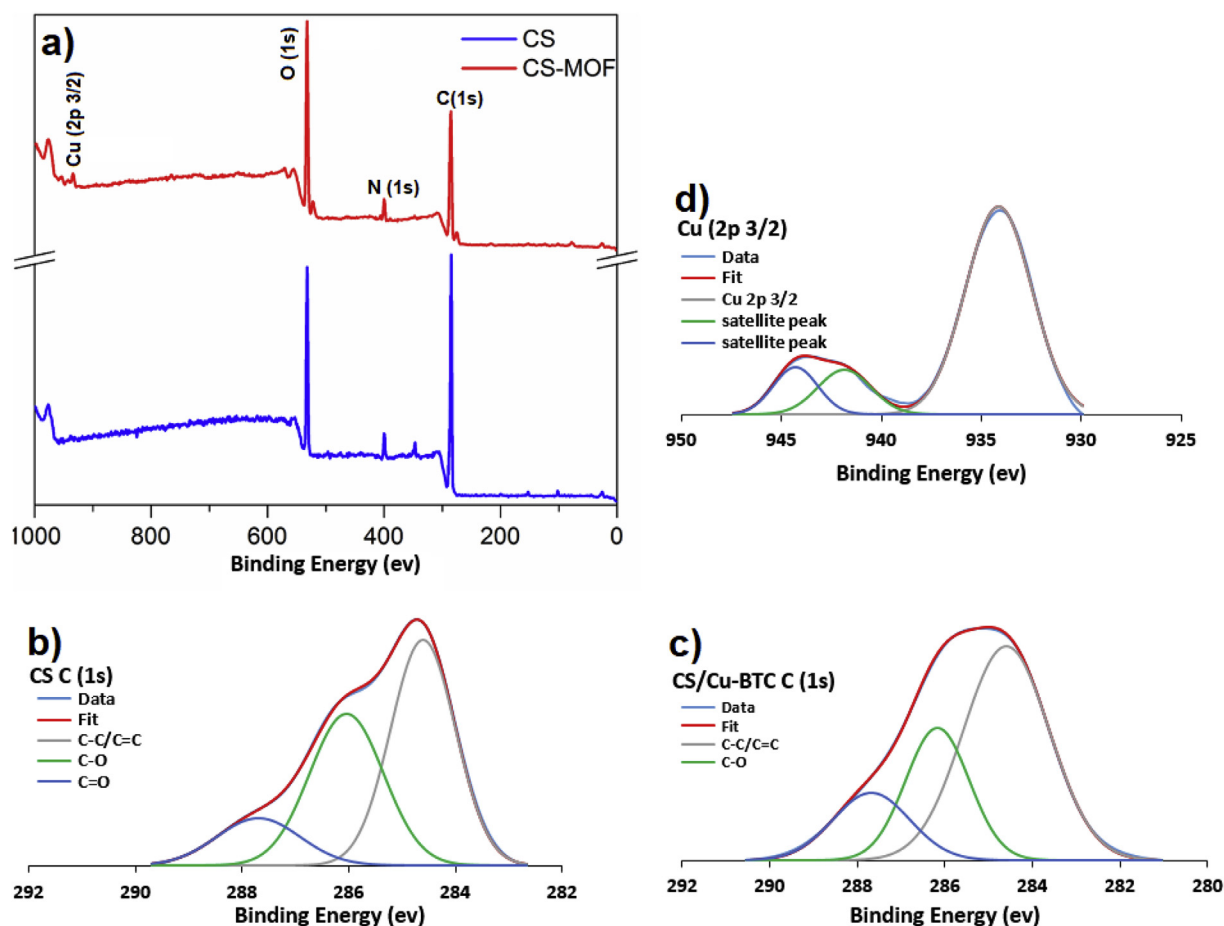 a)
CS
CS-MOF
Cu (2p 3/2)
O (1s)
N (1s)
C(1s)
1000 800 600 400 200 0
Binding Energy (ev)
d)
Cu (2p 3/2)
Data
Fit
Cu 2p 3/2
satellite peak
satellite peak
950 945 940 934 930 925
Binding Energy (ev)
b)
CS C (1s)
Data
Fit
C-C/C=C
C-O
C=O
292 290 288 286 284 282
Binding Energy (ev)
c)
CS/Cu-BTC C (1s)
Data
Fit
C-C/C=C
C-O
292 290 288 286 284 282 280
Binding Energy (ev)